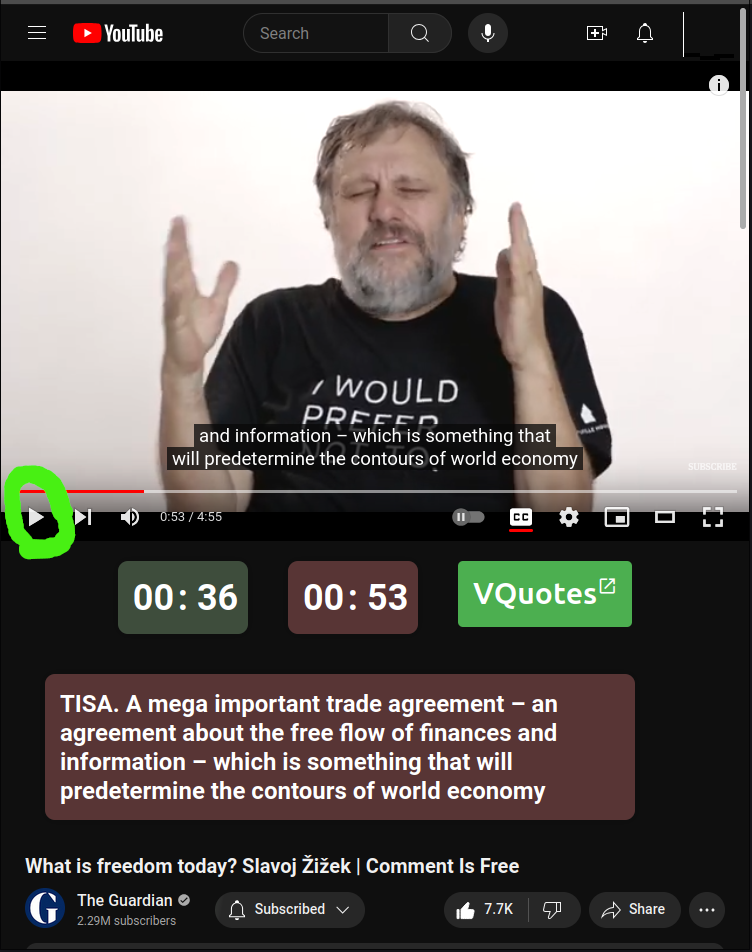 YouTube
Search
I WOULD
PREFER
NOT TO.
and information – which is something that
will predetermine the contours of world economy
SUBSCRIBE
0:53 / 4:55
CC
00: 36
00: 53
VQuotes
TISA. A mega important trade agreement – an
agreement about the free flow of finances and
information – which is something that will
predetermine the contours of world economy
What is freedom today? Slavoj Žižek | Comment Is Free
G
The Guardian
2.29M subscribers
Subscribed
7.7K
Share